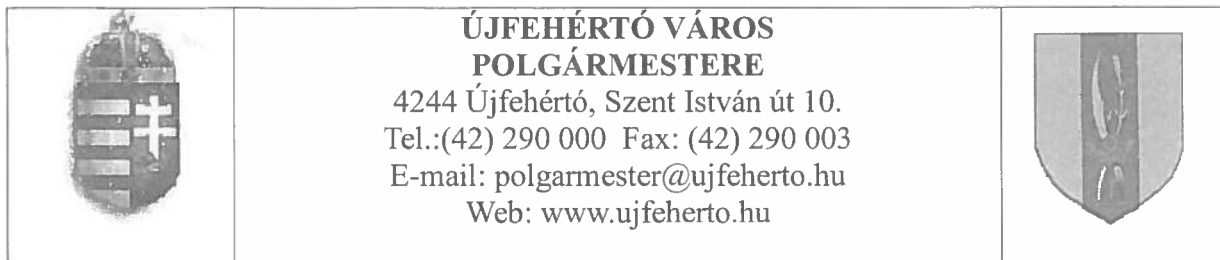 ÚJFEHÉRTÓ VÁROS
POLGÁRMESTERE
4244 Újfehértó, Szent István út 10.
Tel.:(42) 290 000 Fax: (42) 290 003
E-mail: polgarmester@ujfeherto.hu
Web: www.ujfeherto.hu